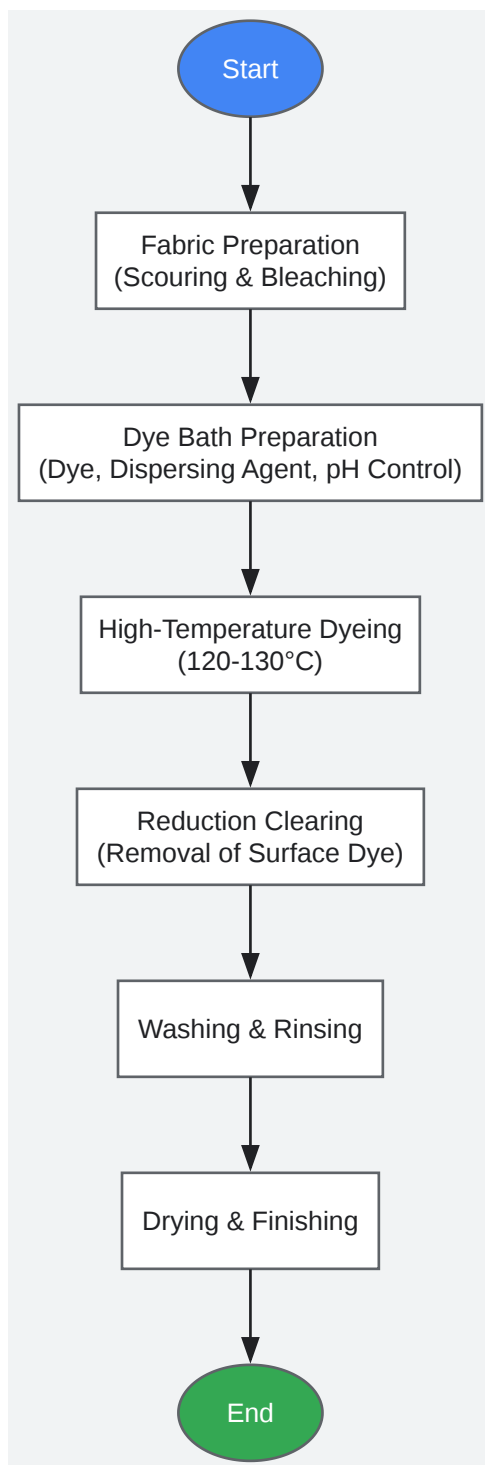 Start
Fabric Preparation
(Scouring & Bleaching)
Dye Bath Preparation
(Dye, Dispersing Agent, pH Control)
High-Temperature Dyeing
(120-130°C)
Reduction Clearing
(Removal of Surface Dye)
Washing & Rinsing
Drying & Finishing
End